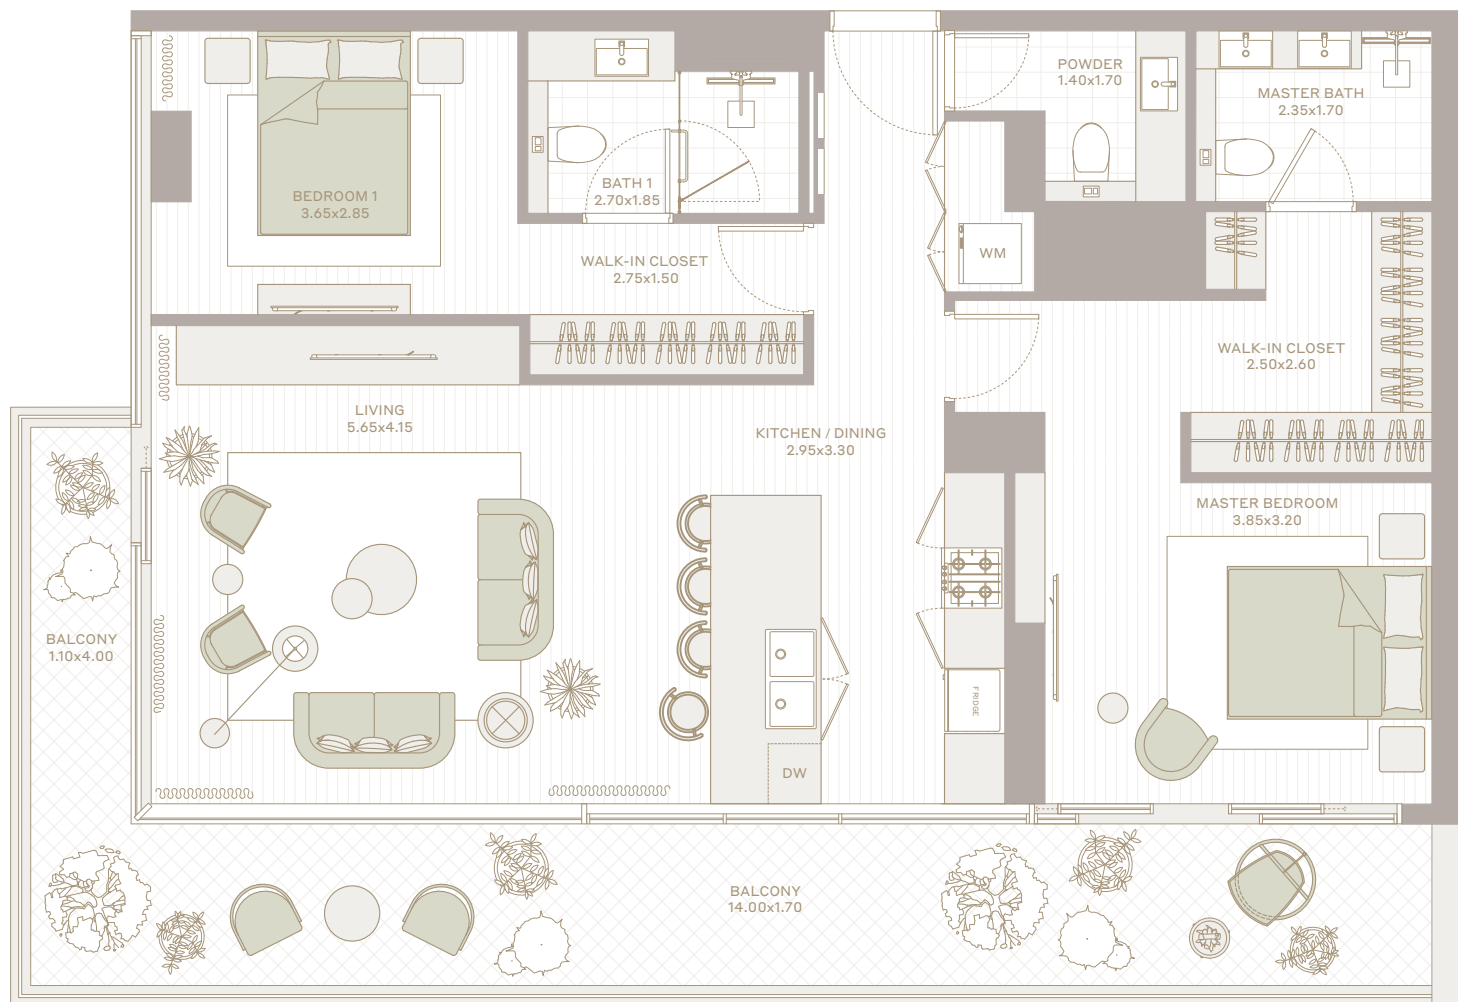 POWDER
1.40x1.70
MASTER BATH
2.35x1.70
BEDROOM 1
3.65x2.85
BATH 1
2.70x1.85
WALK-IN CLOSET
2.75x1.50
WM
WALK-IN CLOSET
2.50x2.60
LIVING
5.65x4.15
KITCHEN / DINING
2.95x3.30
MASTER BEDROOM
3.85x3.20
BALCONY
1.10x4.00
FRIDGE
DW
BALCONY
14.00x1.70